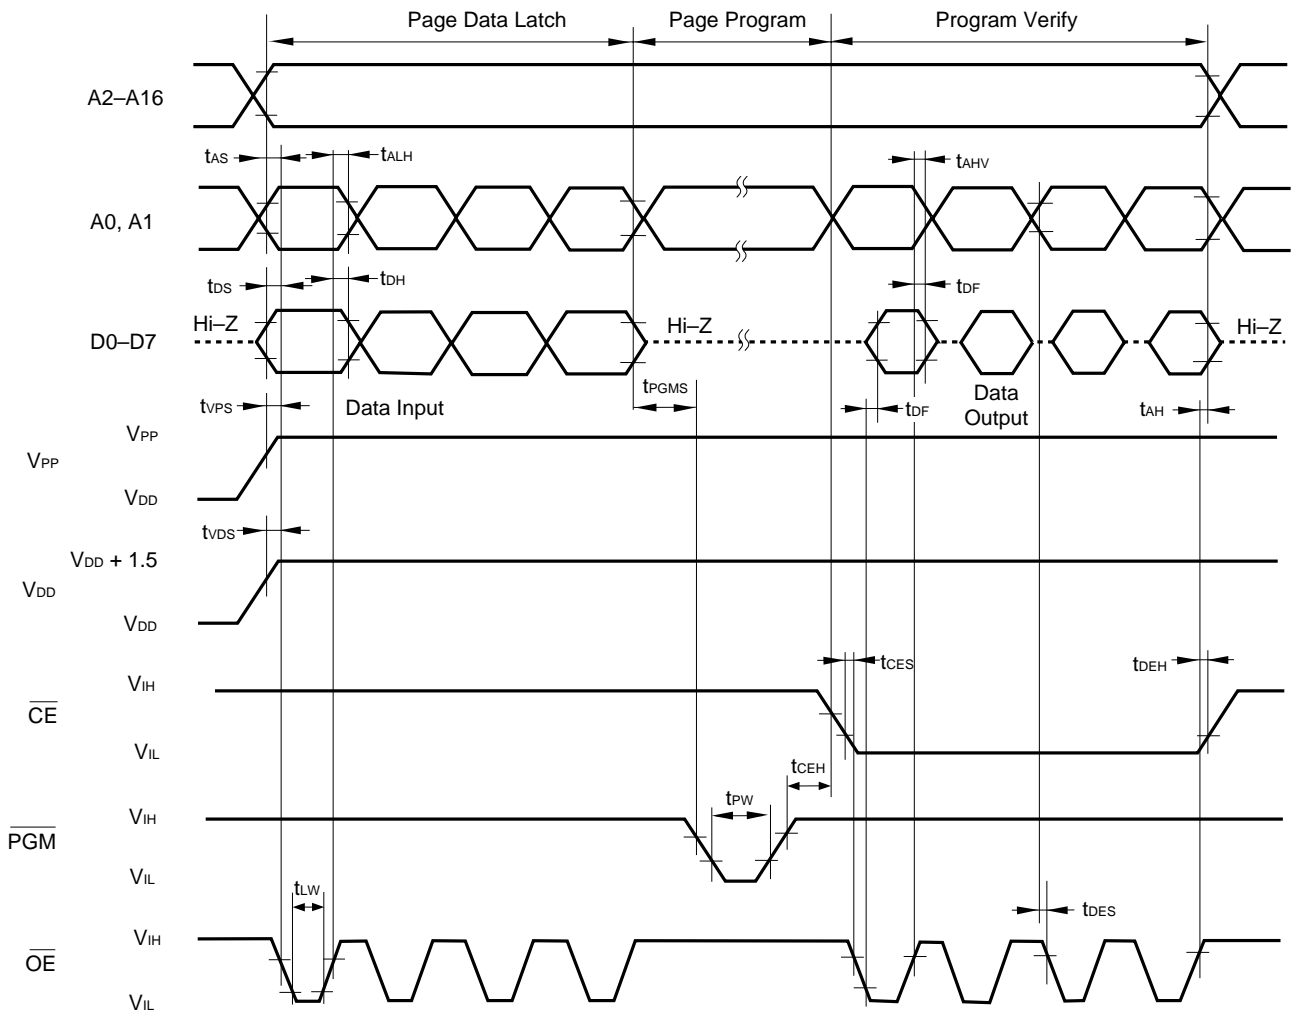 Page Data Latch Page Program Program Verify
A2–A16
tAS tALH tAHV
A0, A1
tDS tDH tDF
Hi–Z Hi–Z Hi–Z
D0–D7
tVPS Data Input tPGMS tDF Data Output tAH
VPP
VPP
VDD
tVDS
VDD + 1.5
VDD
VDD
tCES tDEH
VIH
CE
VIL
tCEH
tPW
VIH
PGM
VIL
tLW
tDES
VIH
OE
VIL